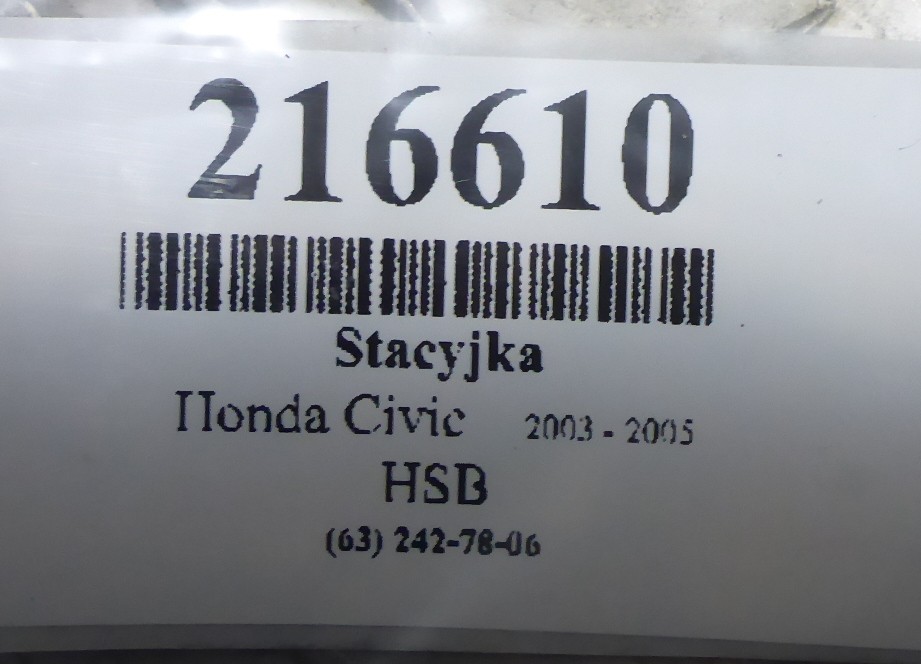 216610
Stacyjka
Honda Civic 2003 - 2005
HSB
(63) 242-78-06